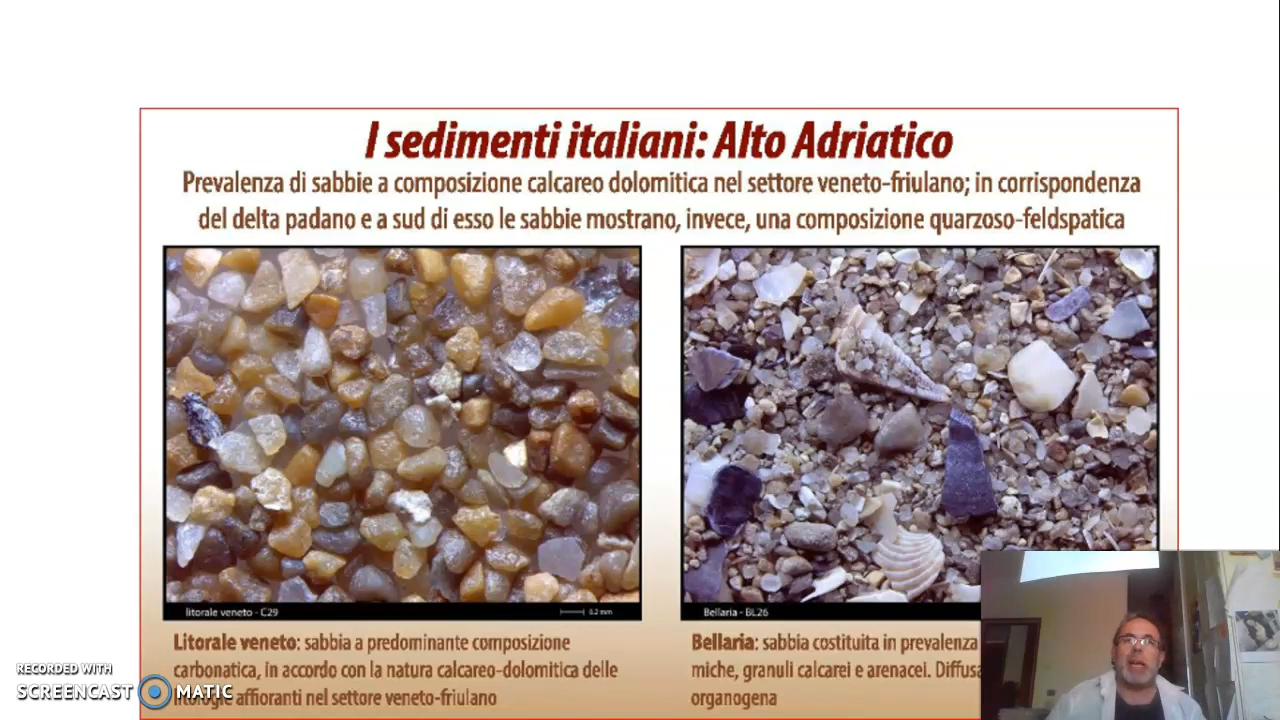 I sedimenti italiani: Alto Adriatico
Prevalenza di sabbie a composizione calcareo dolomitica nel settore veneto-friulano; in corrispondenza
del delta padano e a sud di esso le sabbie mostrano, invece, una composizione quarzoso-feldspatica
litorale veneto - C29
0.2 mm
Bellaria - BL26
Litorale veneto: sabbia a predominante composizione
carbonatica, in accordo con la natura calcareo-dolomitica delle
litologie affioranti nel settore veneto-friulano
Bellaria: sabbia costituita in prevalenza
miche, granuli calcarei e arenacei. Diffusa
organogena
RECORDED WITH
SCREENCAST MATIC